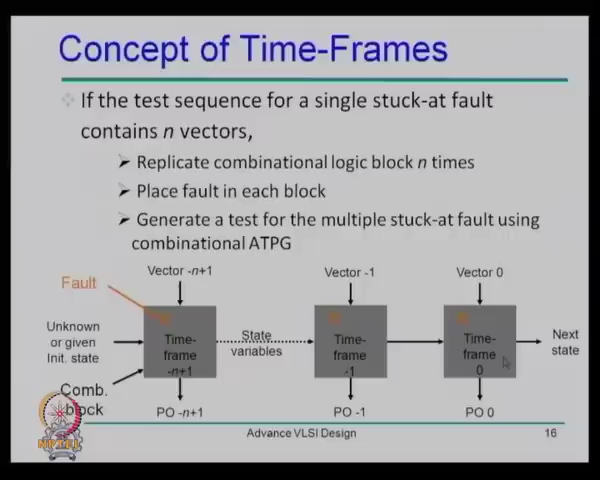 Concept of Time-Frames
If the test sequence for a single stuck-at fault
contains n vectors,
Replicate combinational logic block n times
Place fault in each block
Generate a test for the multiple stuck-at fault using
combinational ATPG
Vector -n+1
Vector -1
Vector 0
Fault
Unknown
or given
Init. state
Time-
frame
-n+1
State
variables
Time-
frame
-1
Time-
frame
0
Next
state
Comb.
block
PO -n+1
PO -1
PO 0
NPTEL
Advance VLSI Design
16